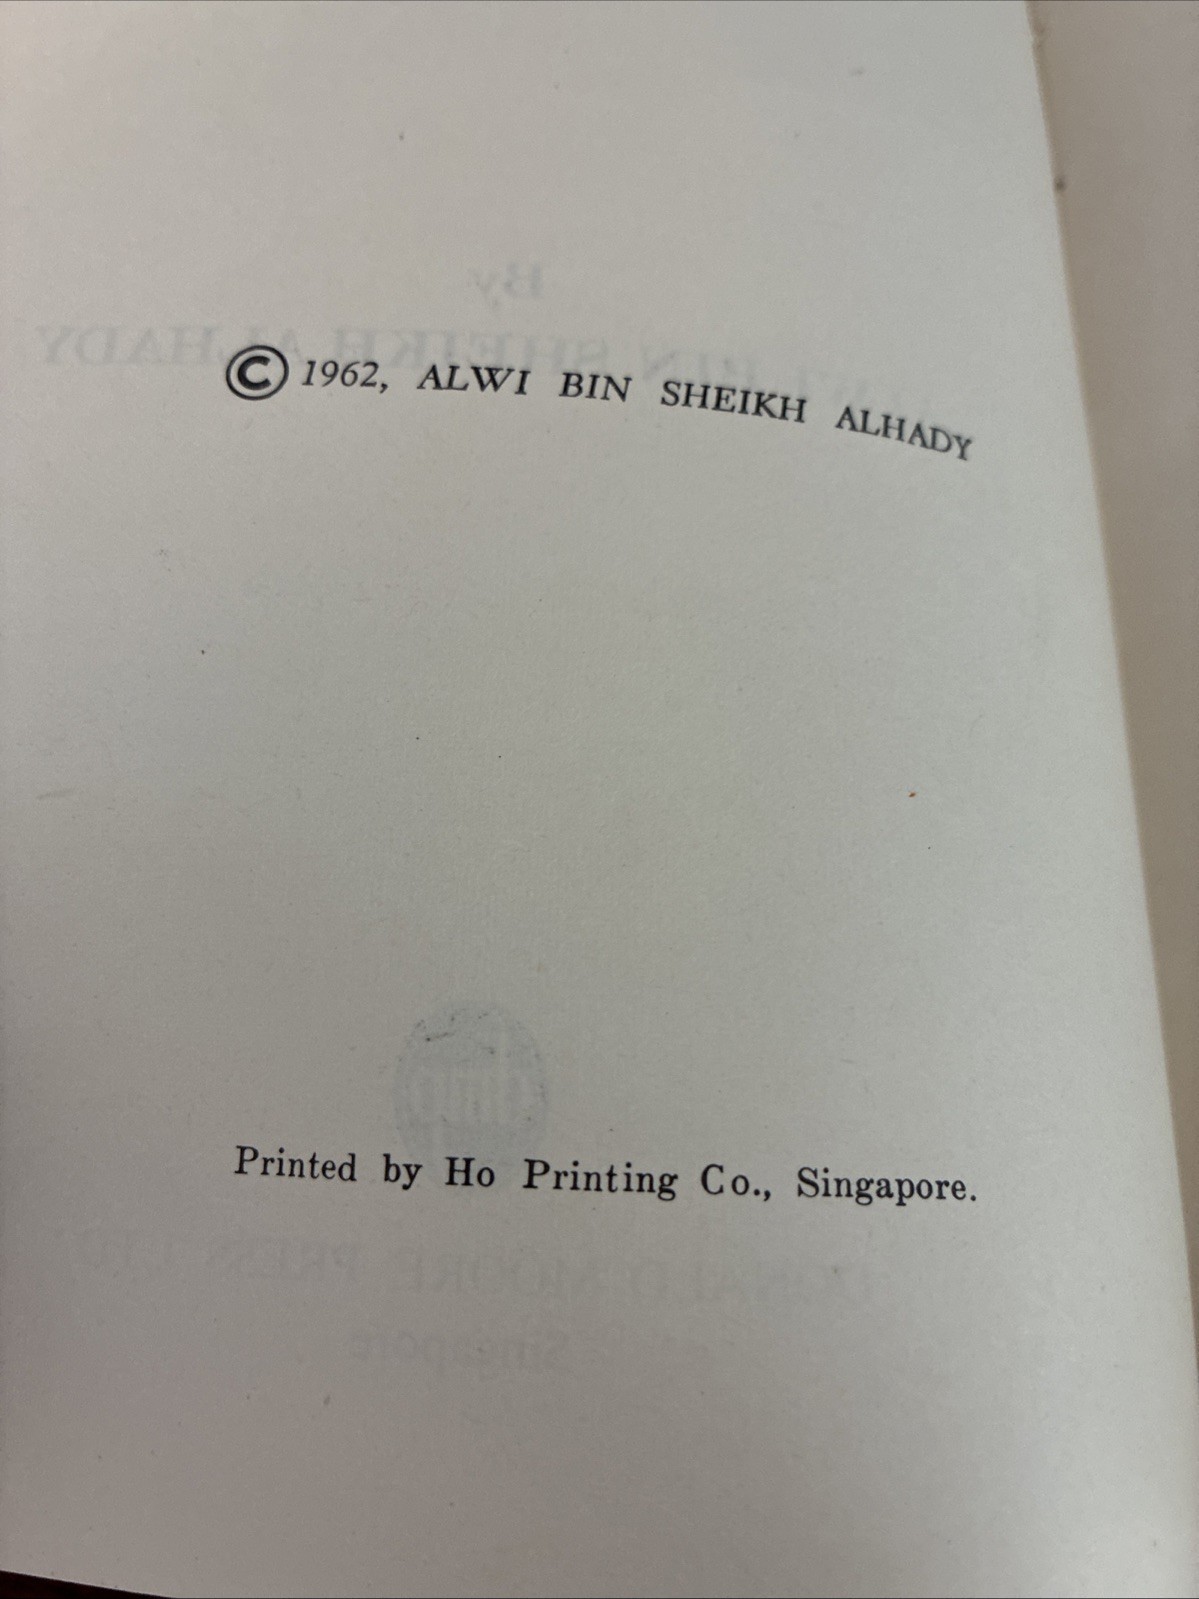 © 1962, ALWI BIN SHEIKH ALHADY
Printed by Ho Printing Co., Singapore.